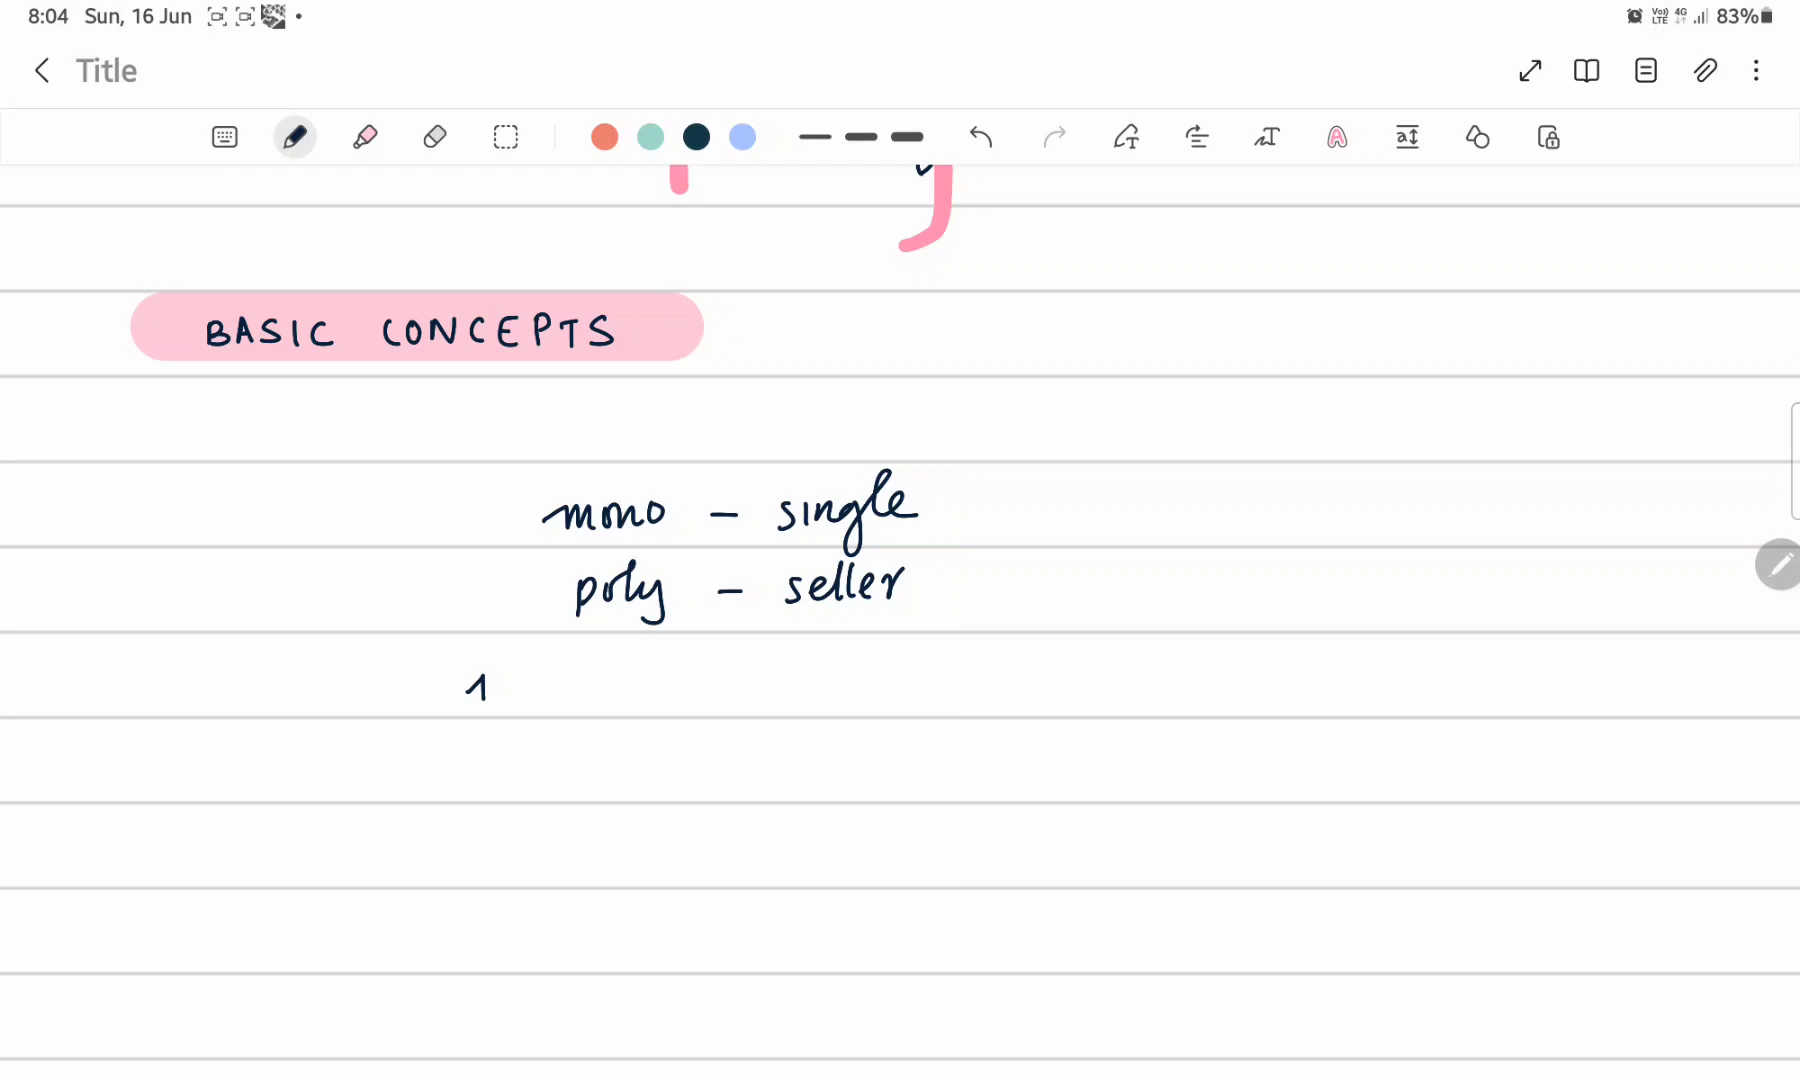 8:04 Sun, 16 Jun 83%
Title
BASIC CONCEPTS
mono – single
poly – seller
1